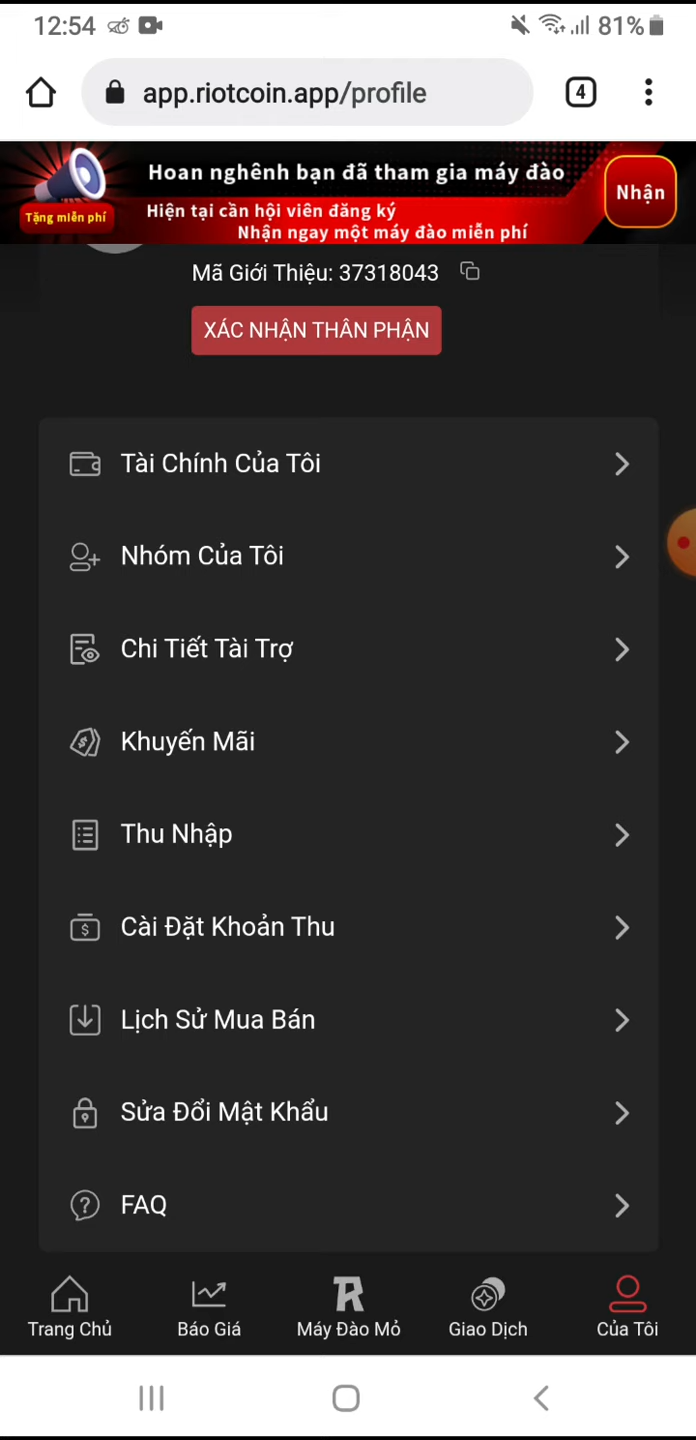 12:54
81%
app.riotcoin.app/profile
4
Hoan nghênh bạn đã tham gia máy đào
Nhận
Tặng miễn phí
Hiện tại cần hội viên đăng ký
Nhận ngay một máy đào miễn phí
Mã Giới Thiệu: 37318043
XÁC NHẬN THÂN PHẬN
Tài Chính Của Tôi
Nhóm Của Tôi
Chi Tiết Tài Trợ
Khuyến Mãi
Thu Nhập
Cài Đặt Khoản Thu
Lịch Sử Mua Bán
Sửa Đổi Mật Khẩu
FAQ
Trang Chủ
Báo Giá
Máy Đào Mỏ
Giao Dịch
Của Tôi